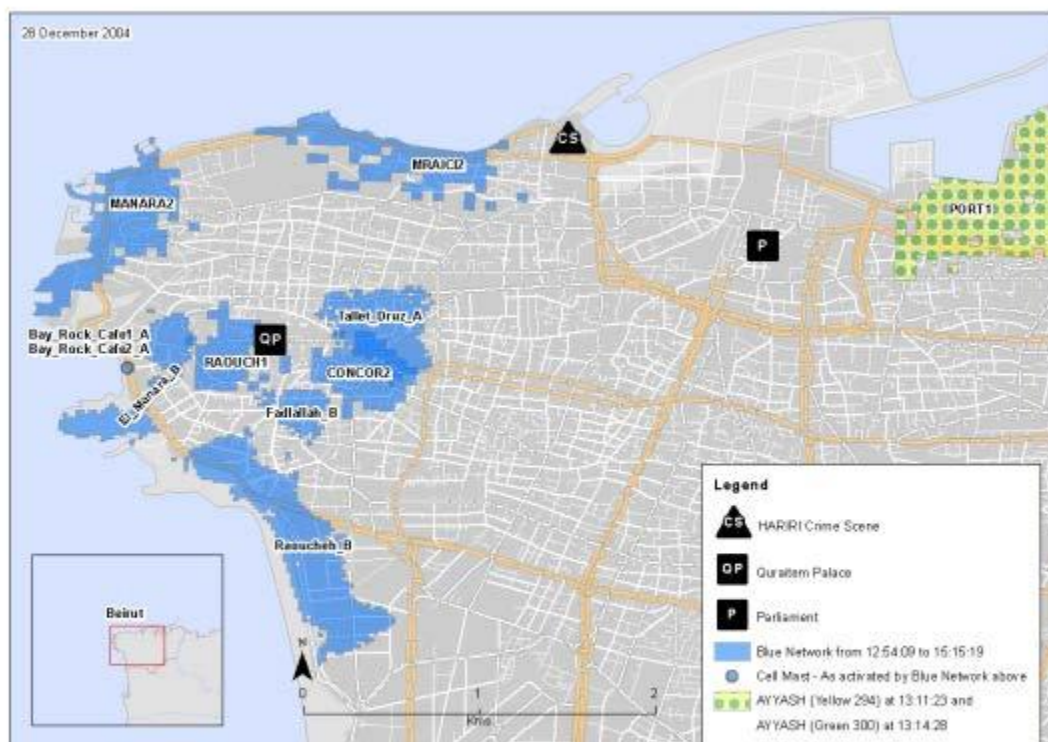 28 December 2004
CS
MRAICI2
MANARA2
PORT1
P
Tallet_Druz_A
Bay_Rock_Cafe1_A
Bay_Rock_Cafe2_A
QP
RAOUCH1
CONCOR2
El_Manara_B
Fadlallah_B
Raoucheh_B
Legend
CS HARIRI Crime Scene
QP Quraitem Palace
P Parliament
Blue Network from 12:54:09 to 15:15:19
Cell Mast - As activated by Blue Network above
AYYASH (Yellow 294) at 13:11:23 and
AYYASH (Green 300) at 13:14:28
Beirut
N
0 1 2
Kms